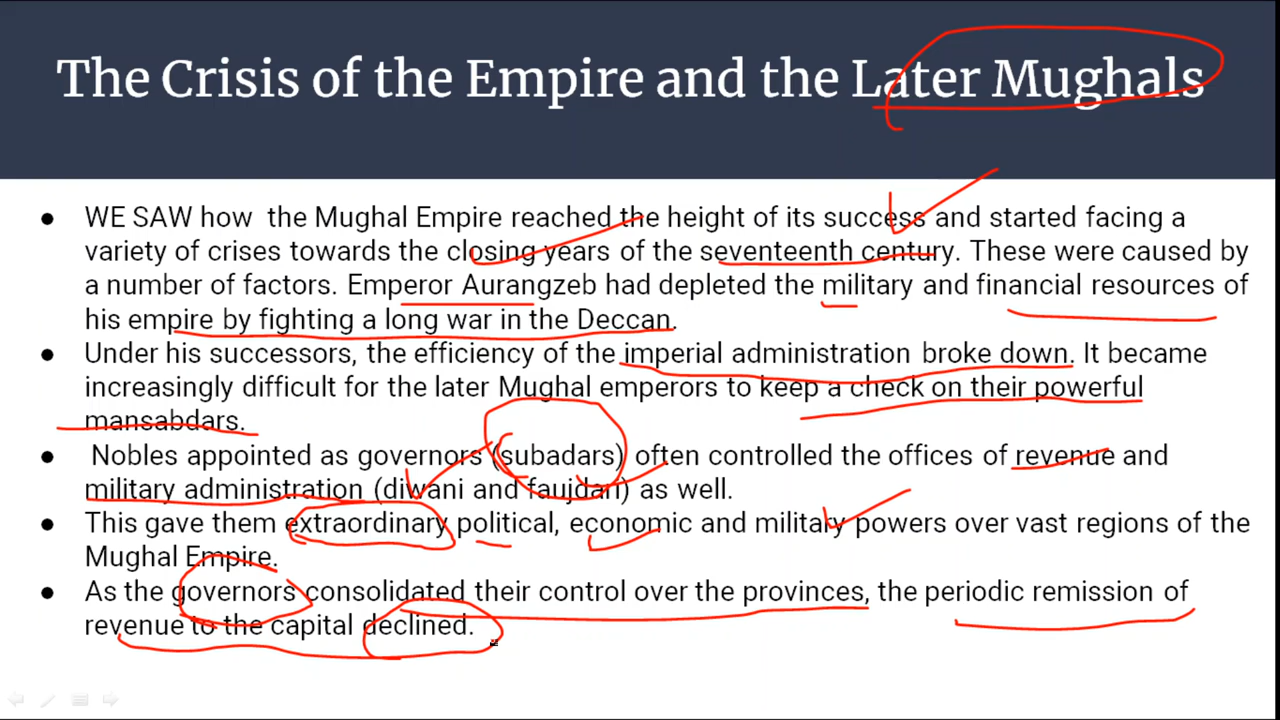 The Crisis of the Empire and the Later Mughals
● WE SAW how the Mughal Empire reached the height of its success and started facing a
variety of crises towards the closing years of the seventeenth century. These were caused by
a number of factors. Emperor Aurangzeb had depleted the military and financial resources of
his empire by fighting a long war in the Deccan.
● Under his successors, the efficiency of the imperial administration broke down. It became
increasingly difficult for the later Mughal emperors to keep a check on their powerful
mansabdars.
● Nobles appointed as governors (subadars) often controlled the offices of revenue and
military administration (diwani and faujdari) as well.
● This gave them extraordinary political, economic and military powers over vast regions of the
Mughal Empire.
● As the governors consolidated their control over the provinces, the periodic remission of
revenue to the capital declined.